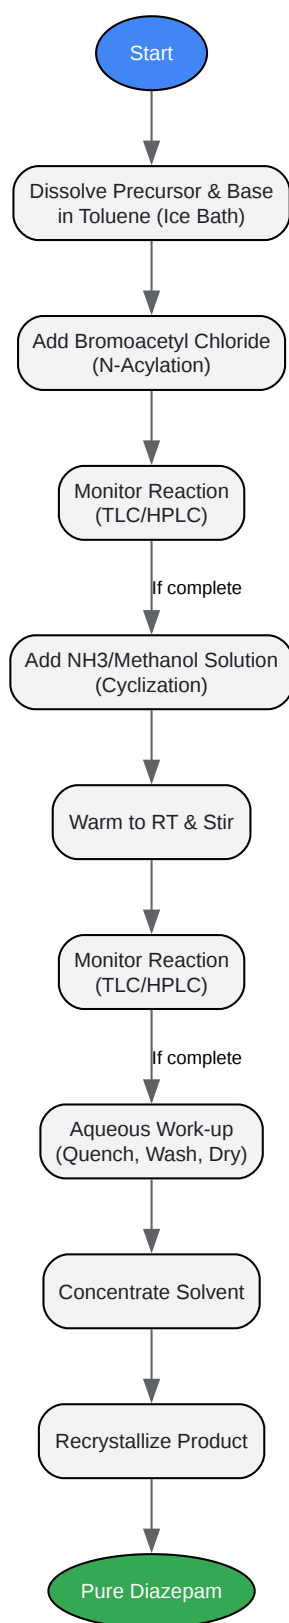 Start
Dissolve Precursor & Base
in Toluene (Ice Bath)
Add Bromoacetyl Chloride
(N-Acylation)
Monitor Reaction
(TLC/HPLC)
If complete
Add NH3/Methanol Solution
(Cyclization)
Warm to RT & Stir
Monitor Reaction
(TLC/HPLC)
If complete
Aqueous Work-up
(Quench, Wash, Dry)
Concentrate Solvent
Recrystallize Product
Pure Diazepam